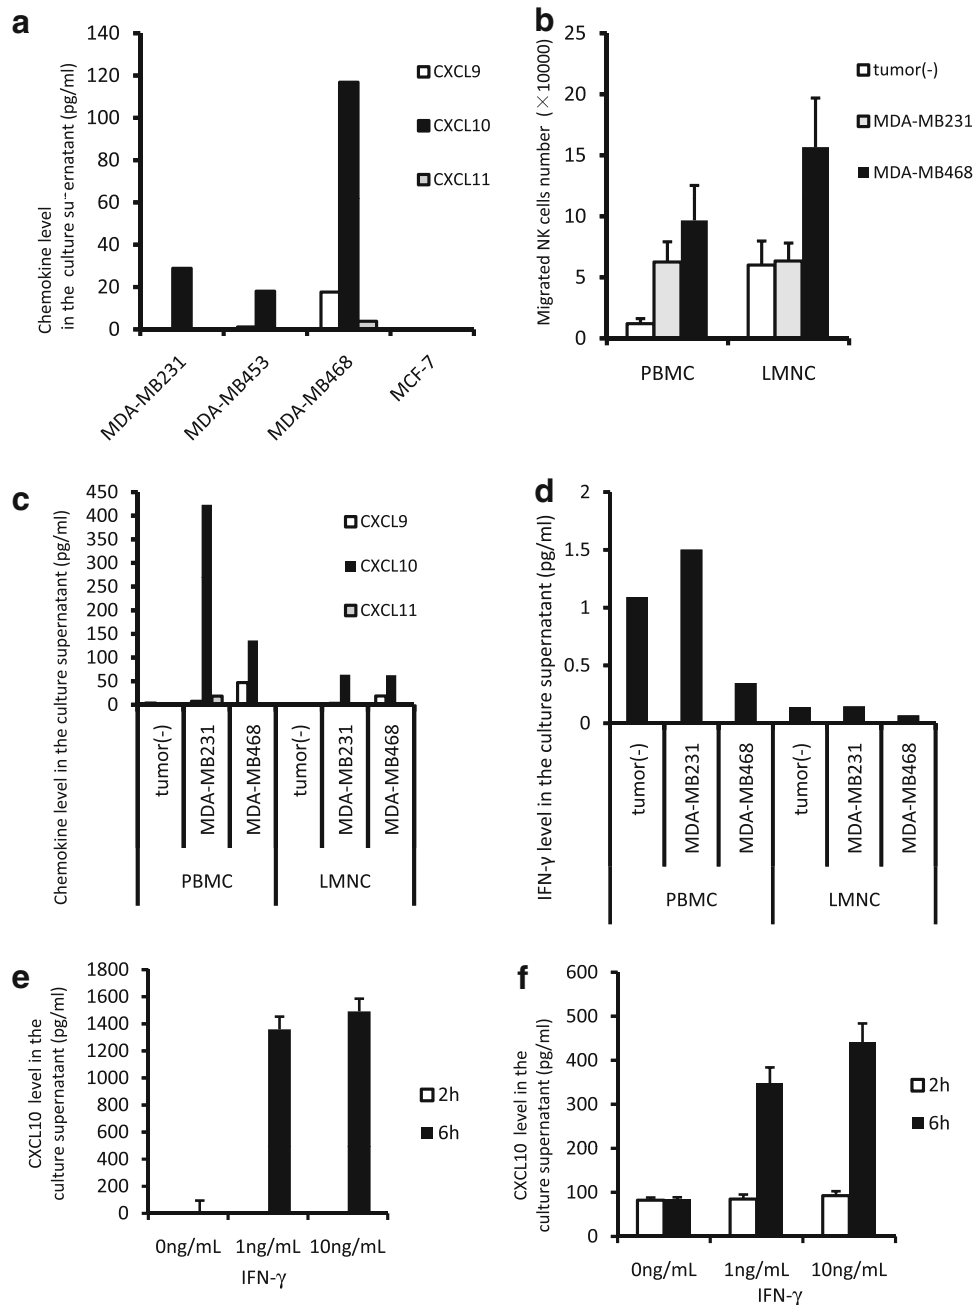 a
Chemokine level
in the culture su¯ernatant (pg/ml)
140
120
100
80
60
40
20
0
MDA-MB231
MDA-MB453
MDA-MB468
MCF-7
CXCL9
CXCL10
CXCL11
b
Migrated NK cells number (×10000)
25
20
15
10
5
0
PBMC
LMNC
tumor(-)
MDA-MB231
MDA-MB468
c
Chemokine level in the culture supernatant (pg/ml)
450
400
350
300
250
200
150
100
50
0
CXCL9
CXCL10
CXCL11
tumor(-)
MDA-MB231
MDA-MB468
tumor(-)
MDA-MB231
MDA-MB468
PBMC
LMNC
d
IFN-γ level in the culture supernatant (pg/ml)
2
1.5
1
0.5
0
tumor(-)
MDA-MB231
MDA-MB468
tumor(-)
MDA-MB231
MDA-MB468
PBMC
LMNC
e
CXCL10 level in the
culture supernatant (pg/ml)
1800
1600
1400
1200
1000
800
600
400
200
0
0ng/mL
1ng/mL
10ng/mL
IFN-γ
2h
6h
f
CXCL10 level in the
culture supernatant (pg/ml)
600
500
400
300
200
100
0
0ng/mL
1ng/mL
10ng/mL
IFN-γ
2h
6h